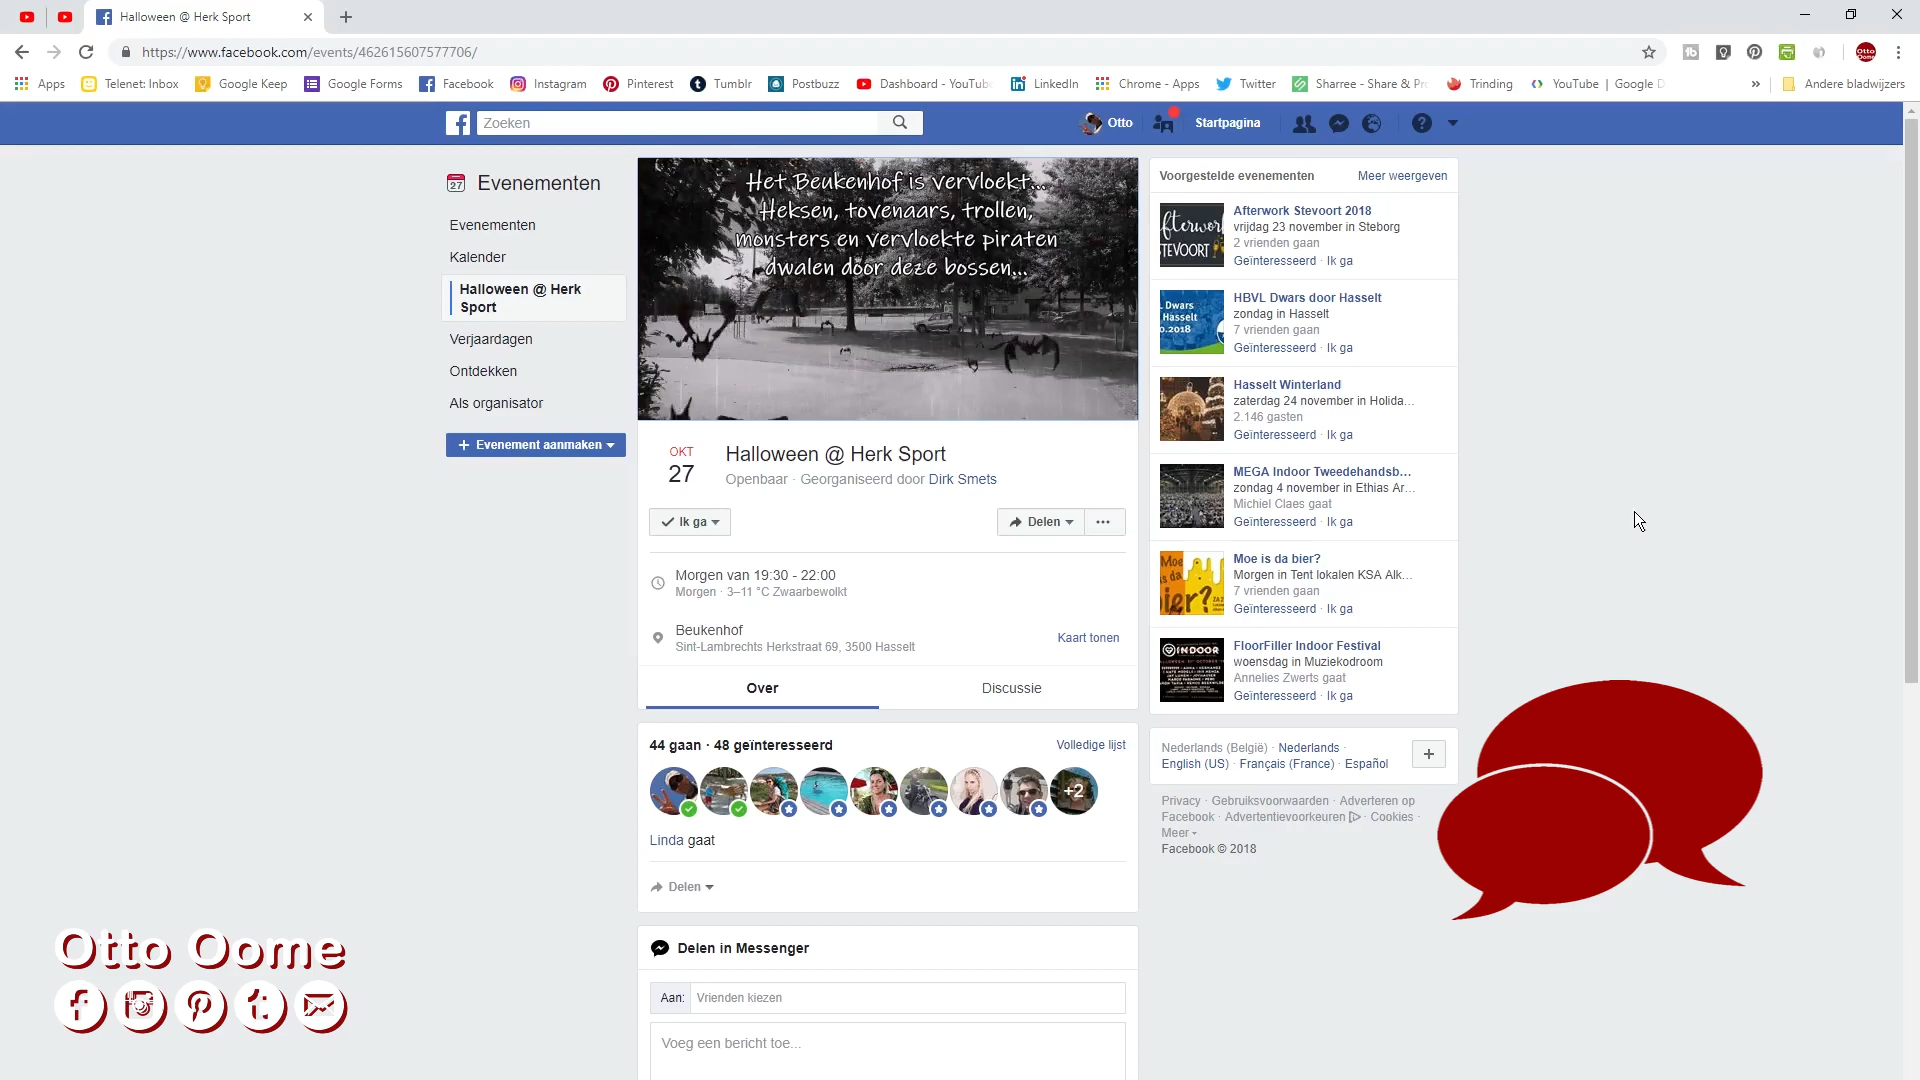 Halloween @ Herk Sport
https://www.facebook.com/events/462615607577706/
Apps
Telenet: Inbox
Google Keep
Google Forms
Facebook
Instagram
Pinterest
Tumblr
Postbuzz
Dashboard - YouTub
LinkedIn
Chrome - Apps
Twitter
Sharree - Share & Pr
Trinding
YouTube | Google D
Andere bladwijzers
Zoeken
Otto
Startpagina
27 Evenementen
Evenementen
Kalender
Halloween @ Herk
Sport
Verjaardagen
Ontdekken
Als organisator
+ Evenement aanmaken
Het Beukenhof is vervloekt...
Heksen, tovenaars, trollen,
monsters en vervloekte piraten
dwalen door deze bossen...
OKT
27
Halloween @ Herk Sport
Openbaar · Georganiseerd door Dirk Smets
Ik ga
Delen
Morgen van 19:30 - 22:00
Morgen · 3–11 °C Zwaarbewolkt
Beukenhof
Sint-Lambrechts Herkstraat 69, 3500 Hasselt
Kaart tonen
Over
Discussie
44 gaan · 48 geïnteresseerd
Volledige lijst
+2
Linda gaat
Delen
Delen in Messenger
Aan: Vrienden kiezen
Voeg een bericht toe...
Voorgestelde evenementen
Meer weergeven
Afterwork Stevoort 2018
vrijdag 23 november in Steborg
2 vrienden gaan
Geïnteresseerd · Ik ga
HBVL Dwars door Hasselt
zondag in Hasselt
7 vrienden gaan
Geïnteresseerd · Ik ga
Hasselt Winterland
zaterdag 24 november in Holida...
2.146 gasten
Geïnteresseerd · Ik ga
MEGA Indoor Tweedehandsb...
zondag 4 november in Ethias Ar...
Michiel Claes gaat
Geïnteresseerd · Ik ga
Moe is da bier?
Morgen in Tent lokalen KSA Alk...
7 vrienden gaan
Geïnteresseerd · Ik ga
FloorFiller Indoor Festival
woensdag in Muziekodroom
Annelies Zwerts gaat
Geïnteresseerd · Ik ga
Nederlands (België) · Nederlands ·
English (US) · Français (France) · Español
Privacy · Gebruiksvoorwaarden · Adverteren op
Facebook · Advertentievoorkeuren · Cookies ·
Meer
Facebook © 2018
Otto Oome